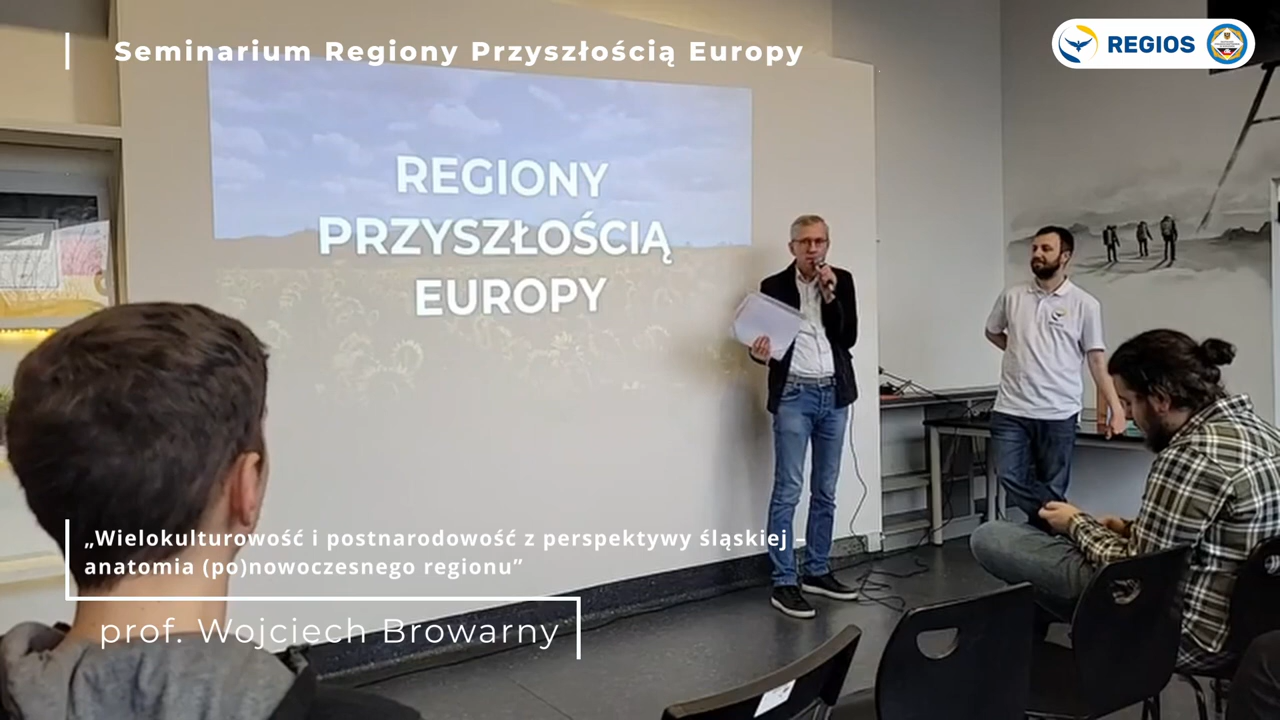 Seminarium Regiony Przyszłością Europy
REGIOS
REGIONY
PRZYSZŁOŚCIĄ
EUROPY
„Wielokulturowość i postnarodowość z perspektywy śląskiej –
anatomia (po)nowoczesnego regionu”
prof. Wojciech Browarny